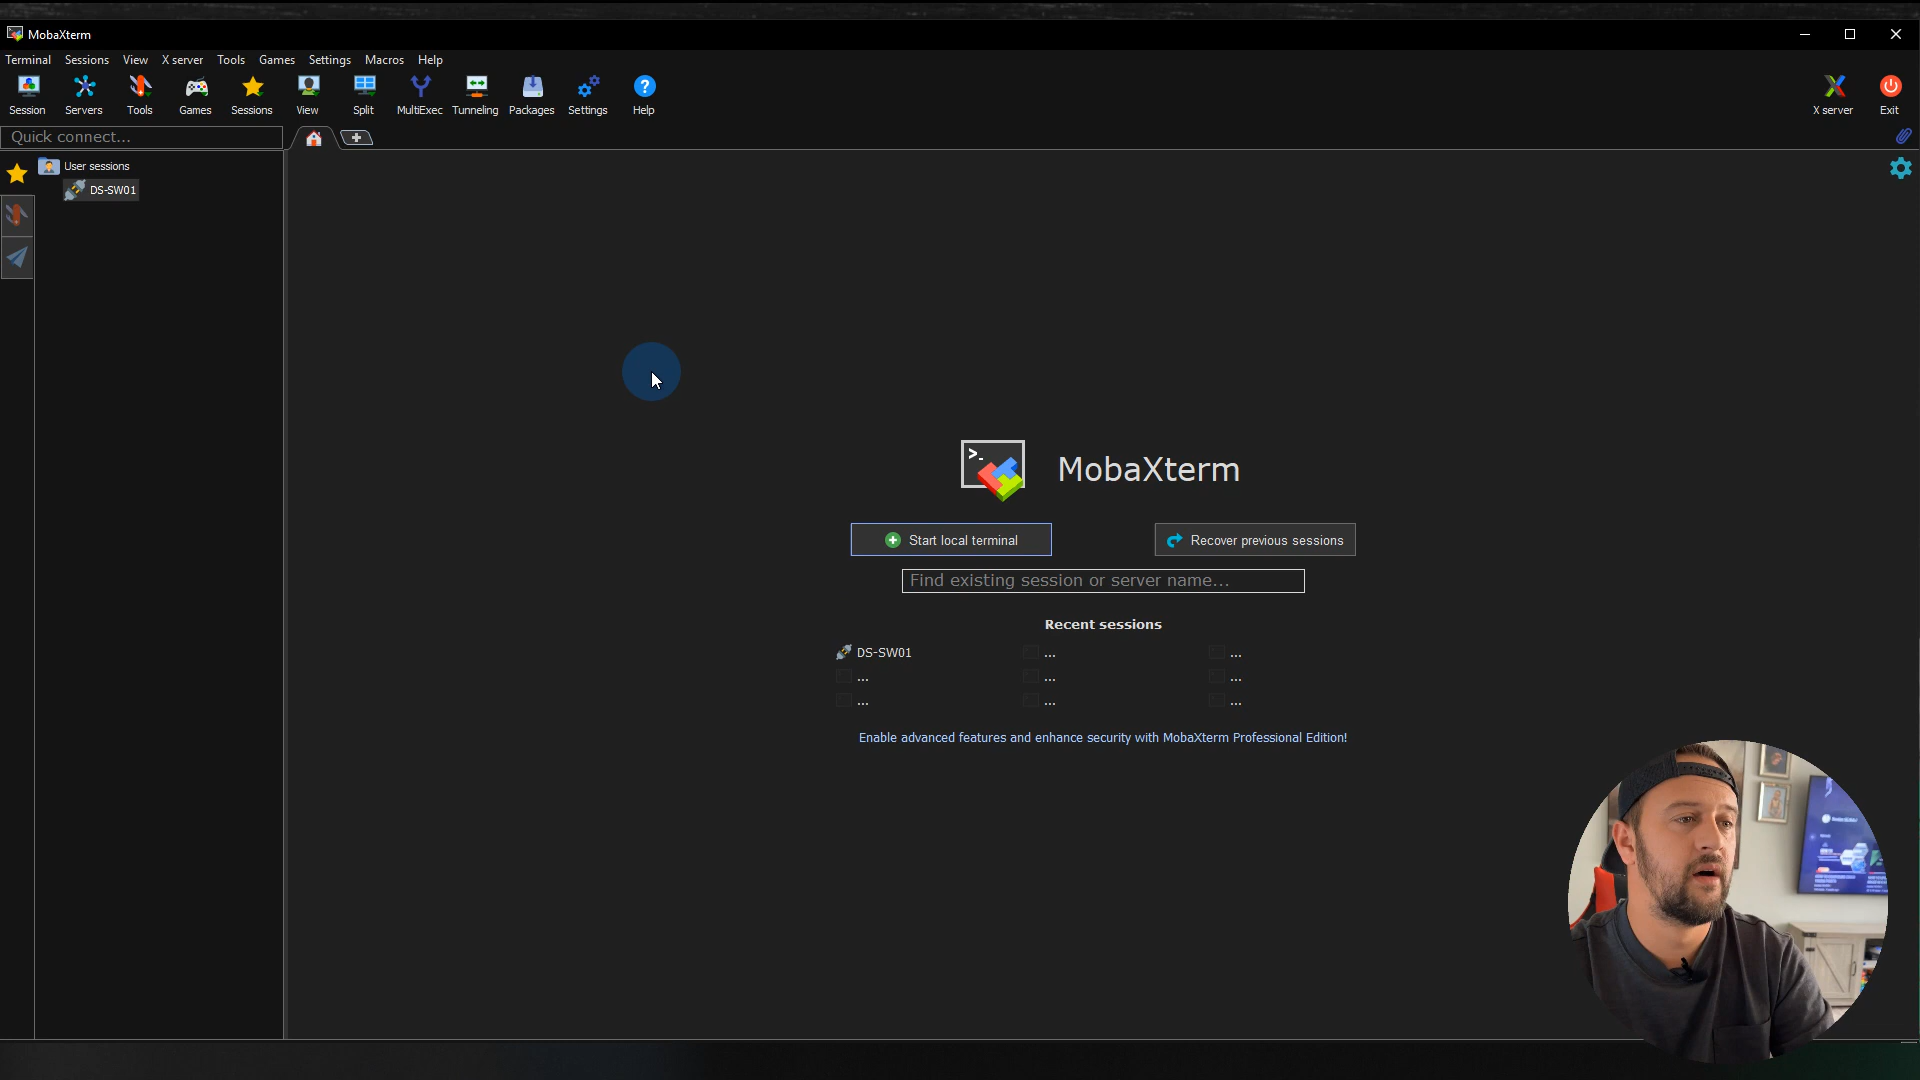 MobaXterm
Terminal Sessions View X server Tools Games Settings Macros Help
Session Servers Tools Games Sessions View Split MultiExec Tunneling Packages Settings Help X server Exit
Quick connect...
User sessions
DS-SW01
>_
MobaXterm
Start local terminal Recover previous sessions
Find existing session or server name...
Recent sessions
DS-SW01 ... ...
... ... ...
... ... ...
Enable advanced features and enhance security with MobaXterm Professional Edition!